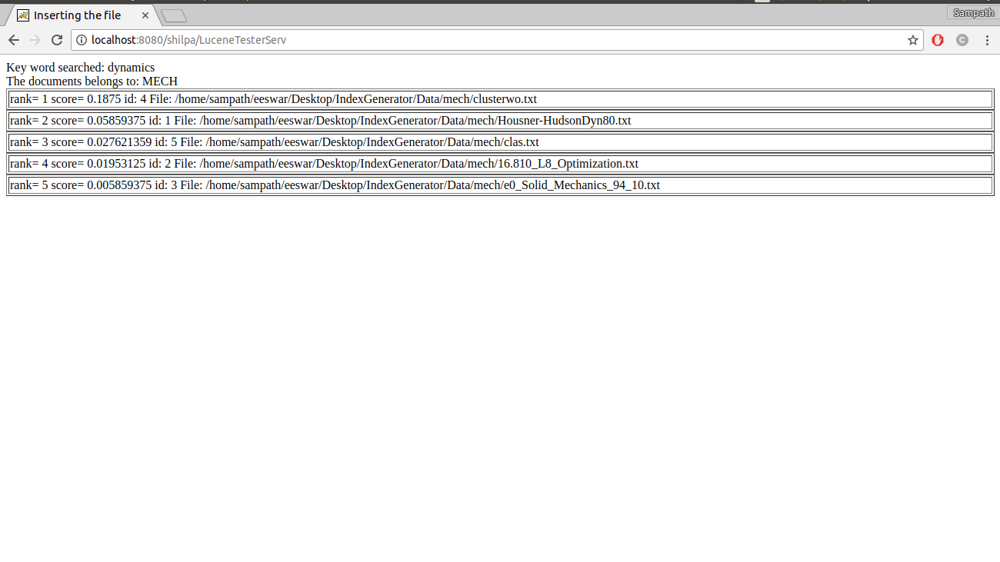 Inserting the file
Sampath
localhost:8080/shilpa/LuceneTesterServ
Key word searched: dynamics
The documents belongs to: MECH
rank= 1 score= 0.1875 id: 4 File: /home/sampath/eeswar/Desktop/IndexGenerator/Data/mech/clusterwo.txt
rank= 2 score= 0.05859375 id: 1 File: /home/sampath/eeswar/Desktop/IndexGenerator/Data/mech/Housner-HudsonDyn80.txt
rank= 3 score= 0.027621359 id: 5 File: /home/sampath/eeswar/Desktop/IndexGenerator/Data/mech/clas.txt
rank= 4 score= 0.01953125 id: 2 File: /home/sampath/eeswar/Desktop/IndexGenerator/Data/mech/16.810_L8_Optimization.txt
rank= 5 score= 0.005859375 id: 3 File: /home/sampath/eeswar/Desktop/IndexGenerator/Data/mech/e0_Solid_Mechanics_94_10.txt